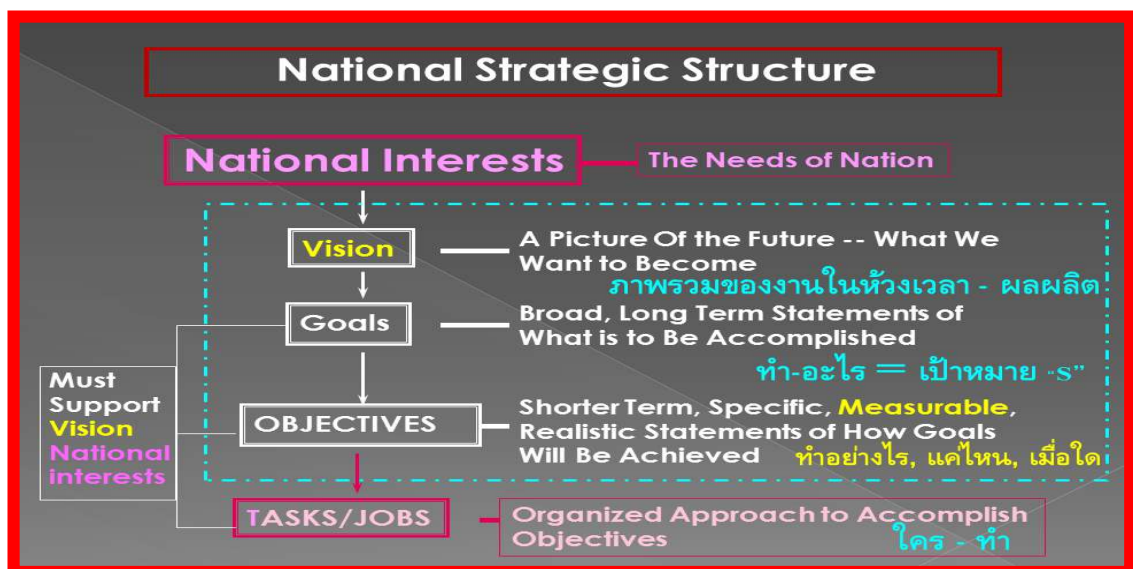 National Strategic Structure
National Interests
The Needs of Nation
Vision
A Picture Of the Future -- What We
Want to Become
ภาพรวมของงานในห้วงเวลา - ผลผลิต
Goals
Broad, Long Term Statements of
What is to Be Accomplished
ทำ-อะไร = เป้าหมาย -s”
Must
Support
Vision
National
interests
OBJECTIVES
Shorter Term, Specific, Measurable,
Realistic Statements of How Goals
Will Be Achieved ทำอย่างไร, แค่ไหน, เมื่อใด
TASKS/JOBS
Organized Approach to Accomplish
Objectives
ใคร - ทำ